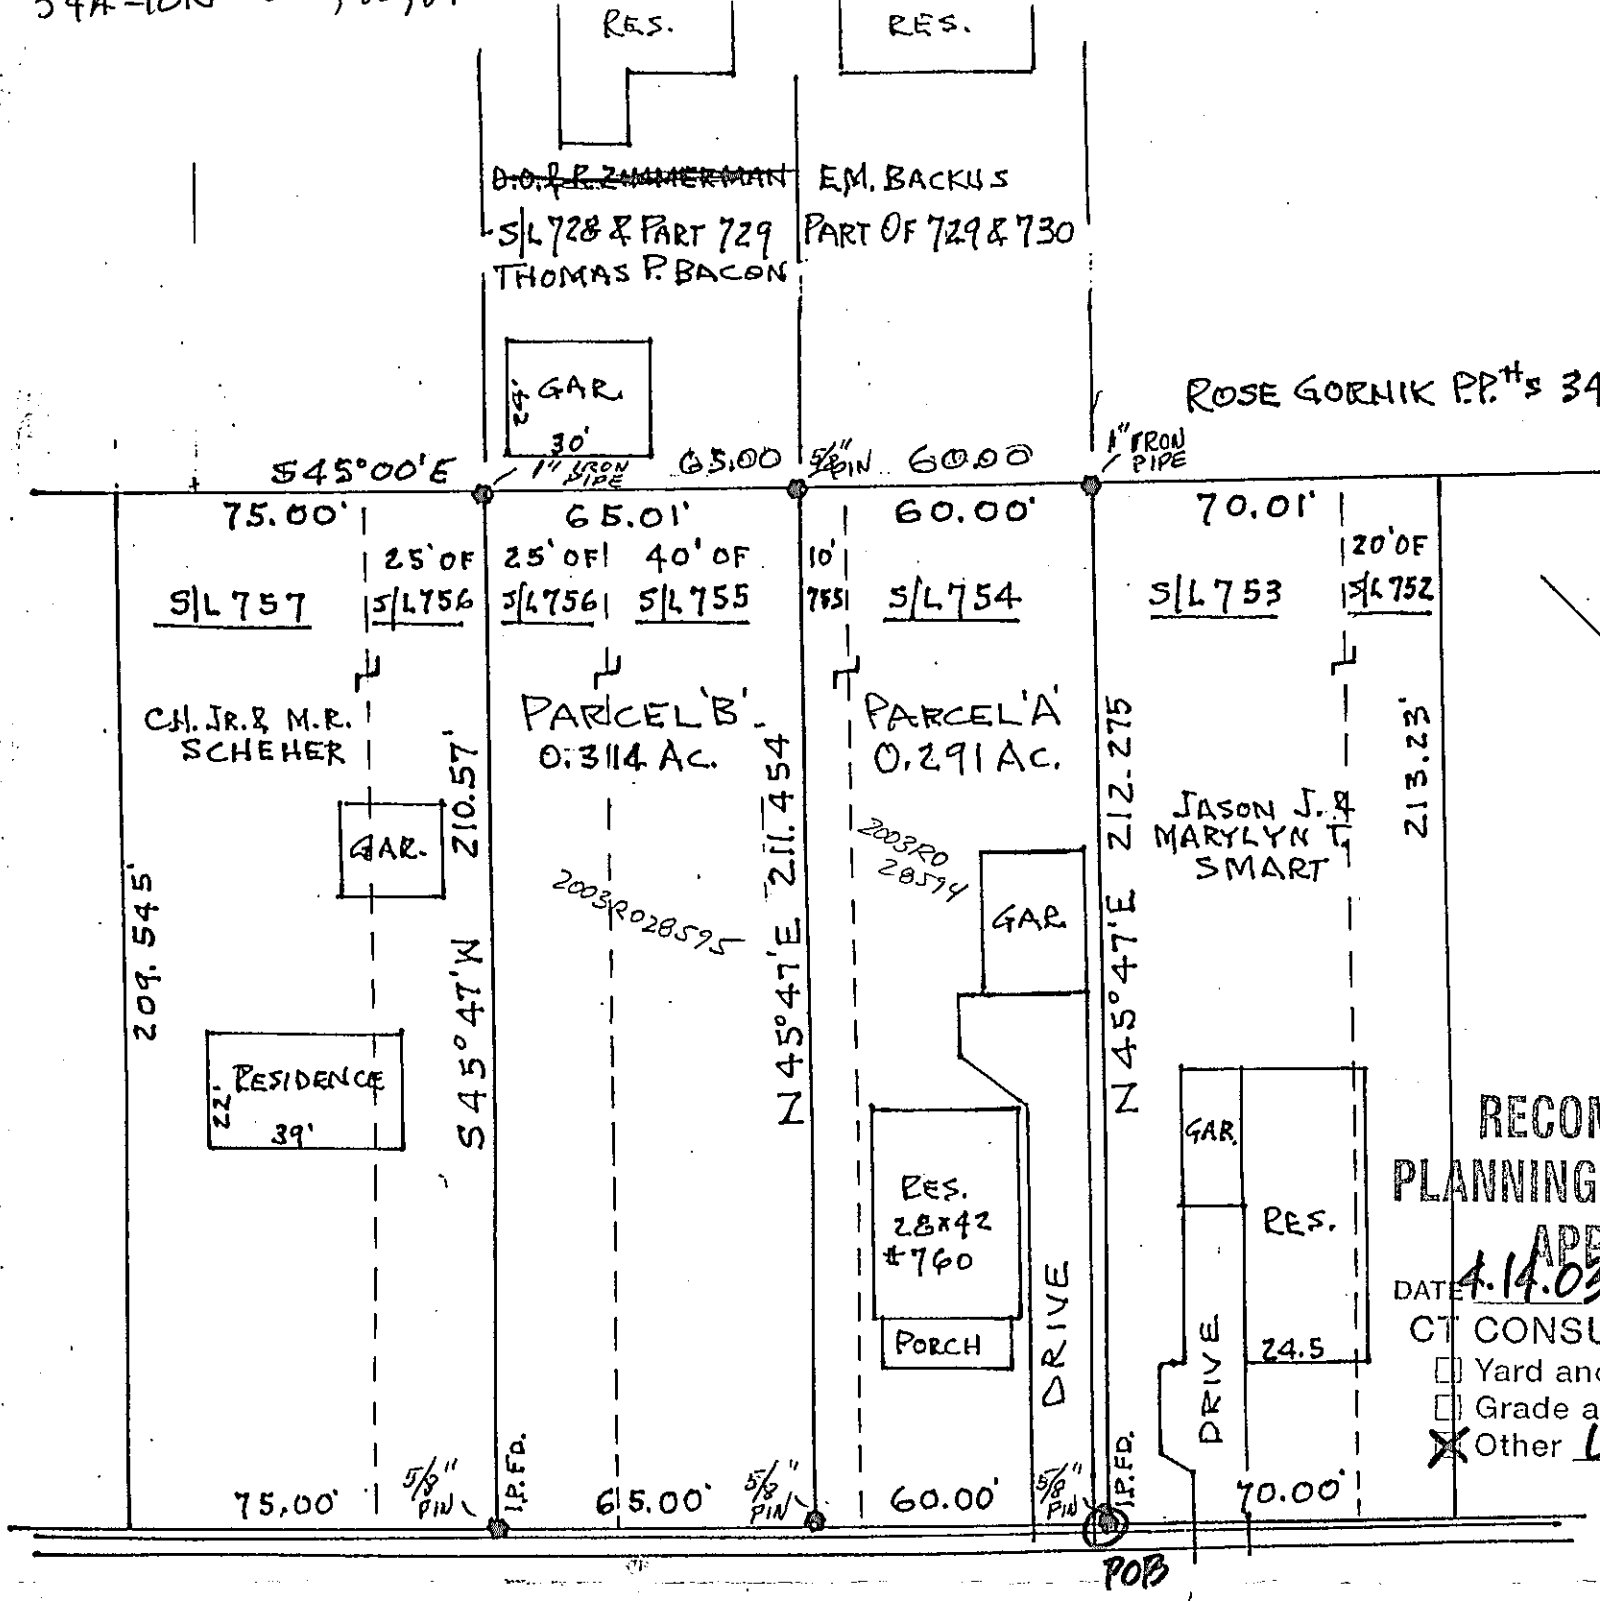 RES.
RES.
D.O. & R. ZIMMERMAN
E.M. BACKUS
S/L 728 & PART 729
PART OF 729 & 730
THOMAS P. BACON
24'
GAR.
30'
ROSE GORNIK P.P.#s 34
S45°00'E
1" IRON PIPE
65.00
5/8" PIN
60.00
1" IRON PIPE
75.00'
65.01'
60.00'
70.01'
25' OF
25' OF
40' OF
10'
20' OF
S/L 757
S/L 756
S/L 756
S/L 755
755
S/L 754
S/L 753
S/L 752
C.H. JR. & M.R.
SCHEHER
PARCEL 'B'
0.3114 AC.
PARCEL 'A'
0.291 AC.
JASON J. &
MARYLYN T.
SMART
209.545'
GAR.
S45°47'W 210.57'
2003R028595
N45°47'E 211.454
2003R0
28594
GAR.
N45°47'E 212.275
213.23'
22'
RESIDENCE
39'
RES.
28x42
#760
PORCH
DRIVE
GAR.
RES.
24.5
DRIVE
RECOM
PLANNING
APP
DATE 4.14.03
CT CONSU
Yard and
Grade a
Other L
75.00'
5/8" PIN
I.P. FD.
65.00'
5/8" PIN
60.00'
5/8" PIN
I.P. FD.
70.00'
POB